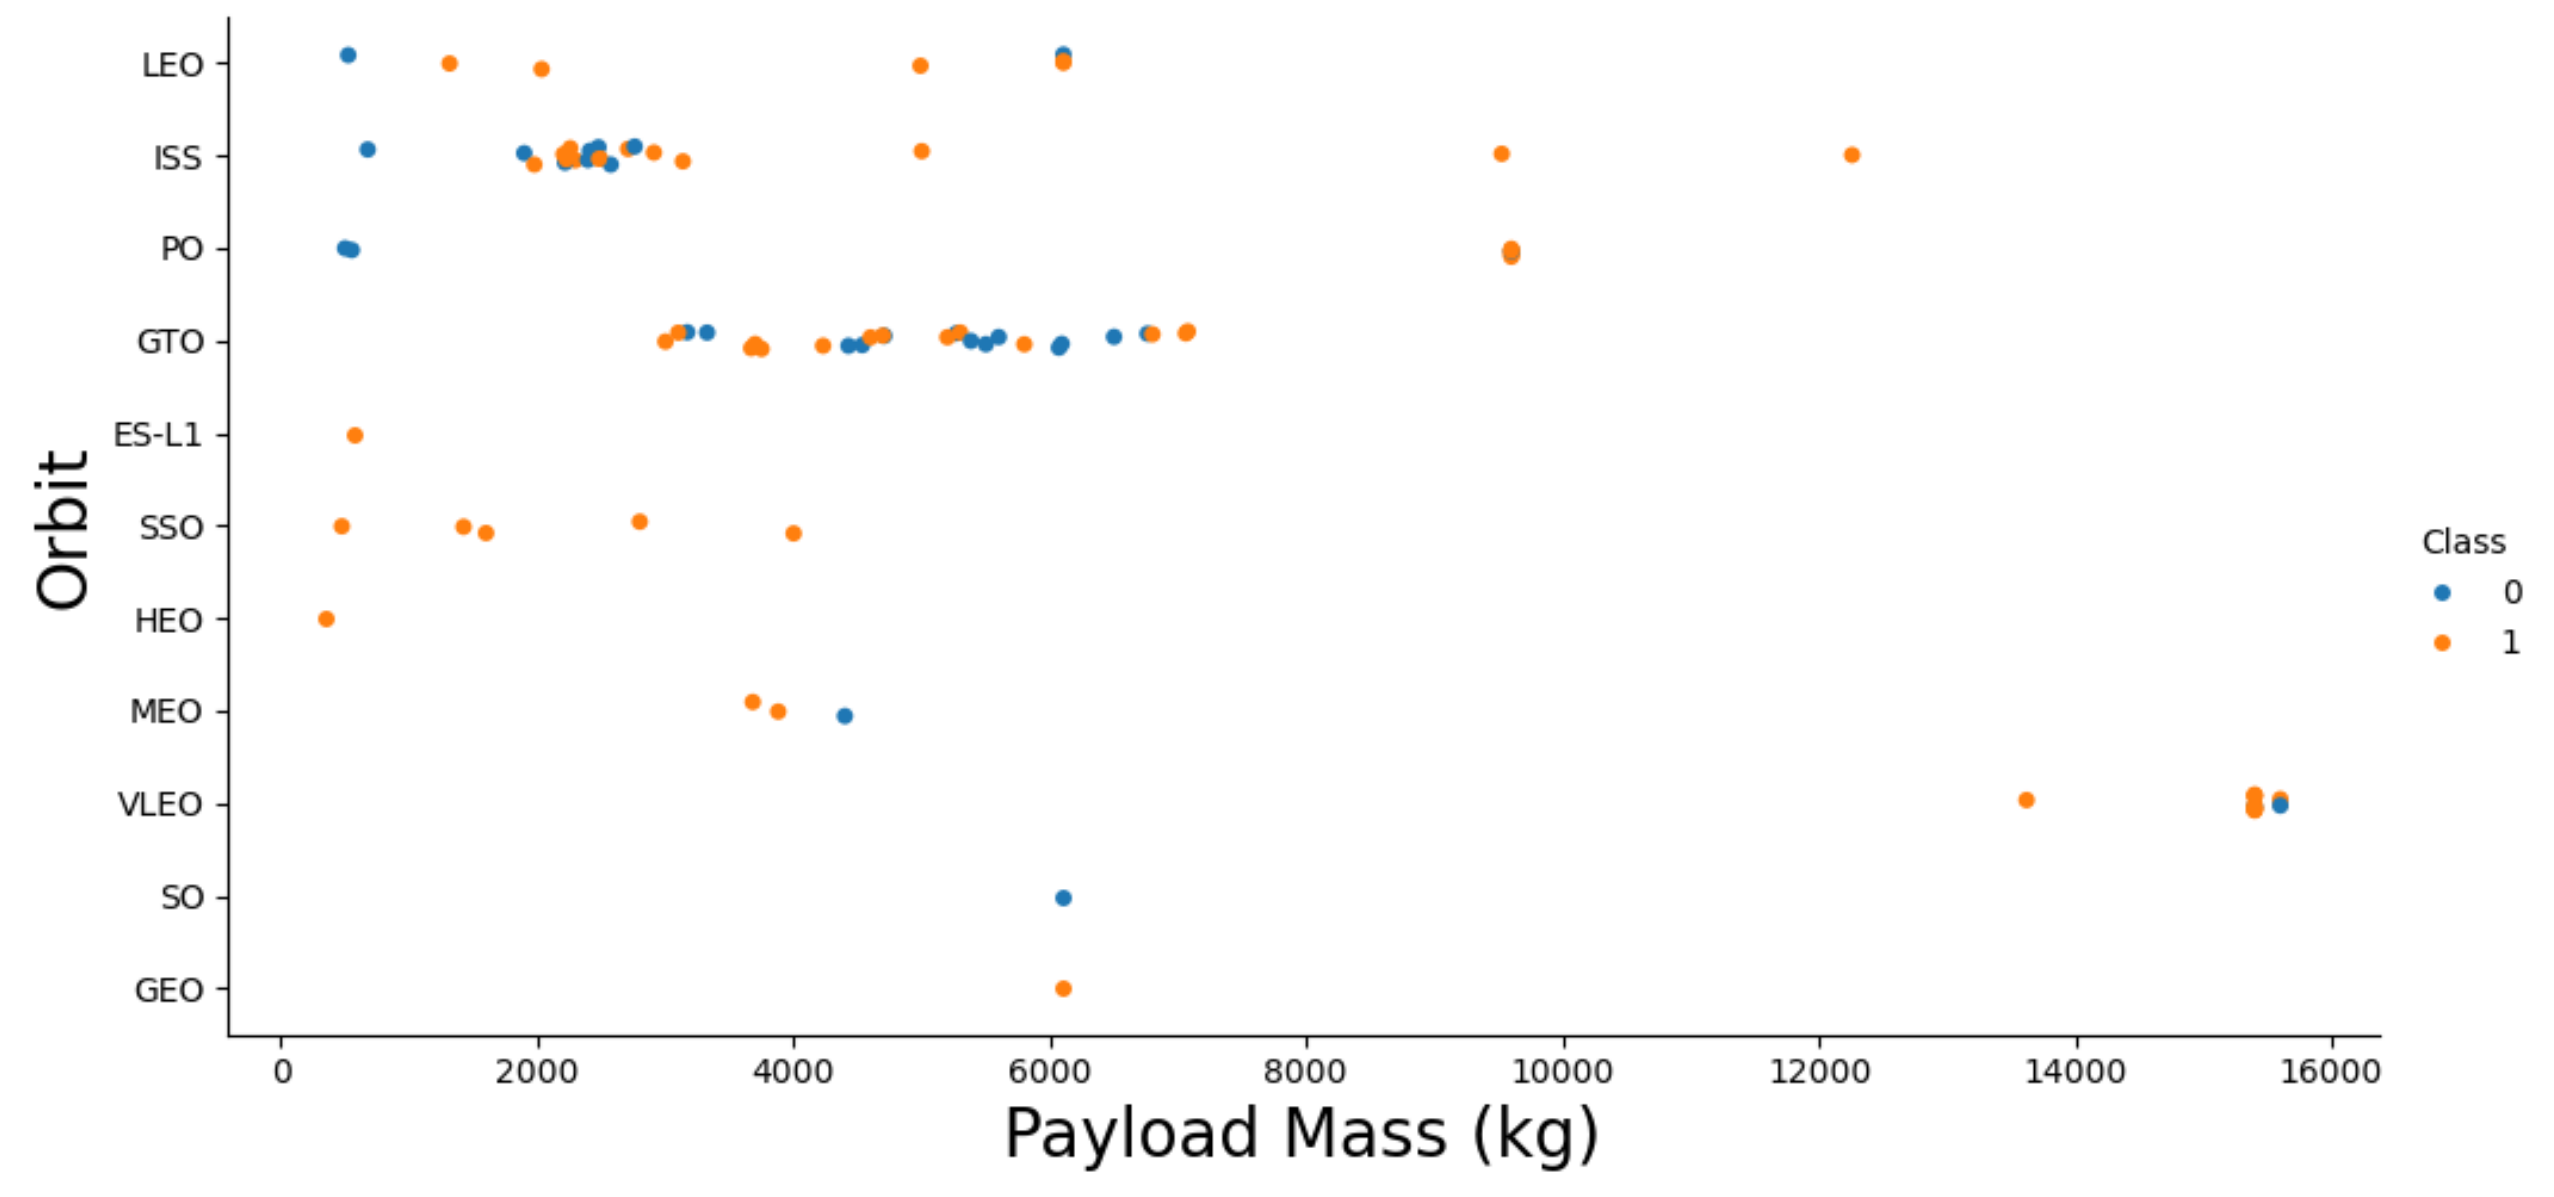 LEO
ISS
PO
GTO
ES-L1
SSO
HEO
MEO
VLEO
SO
GEO
Orbit
0 2000 4000 6000 8000 10000 12000 14000 16000
Payload Mass (kg)
Class
0
1